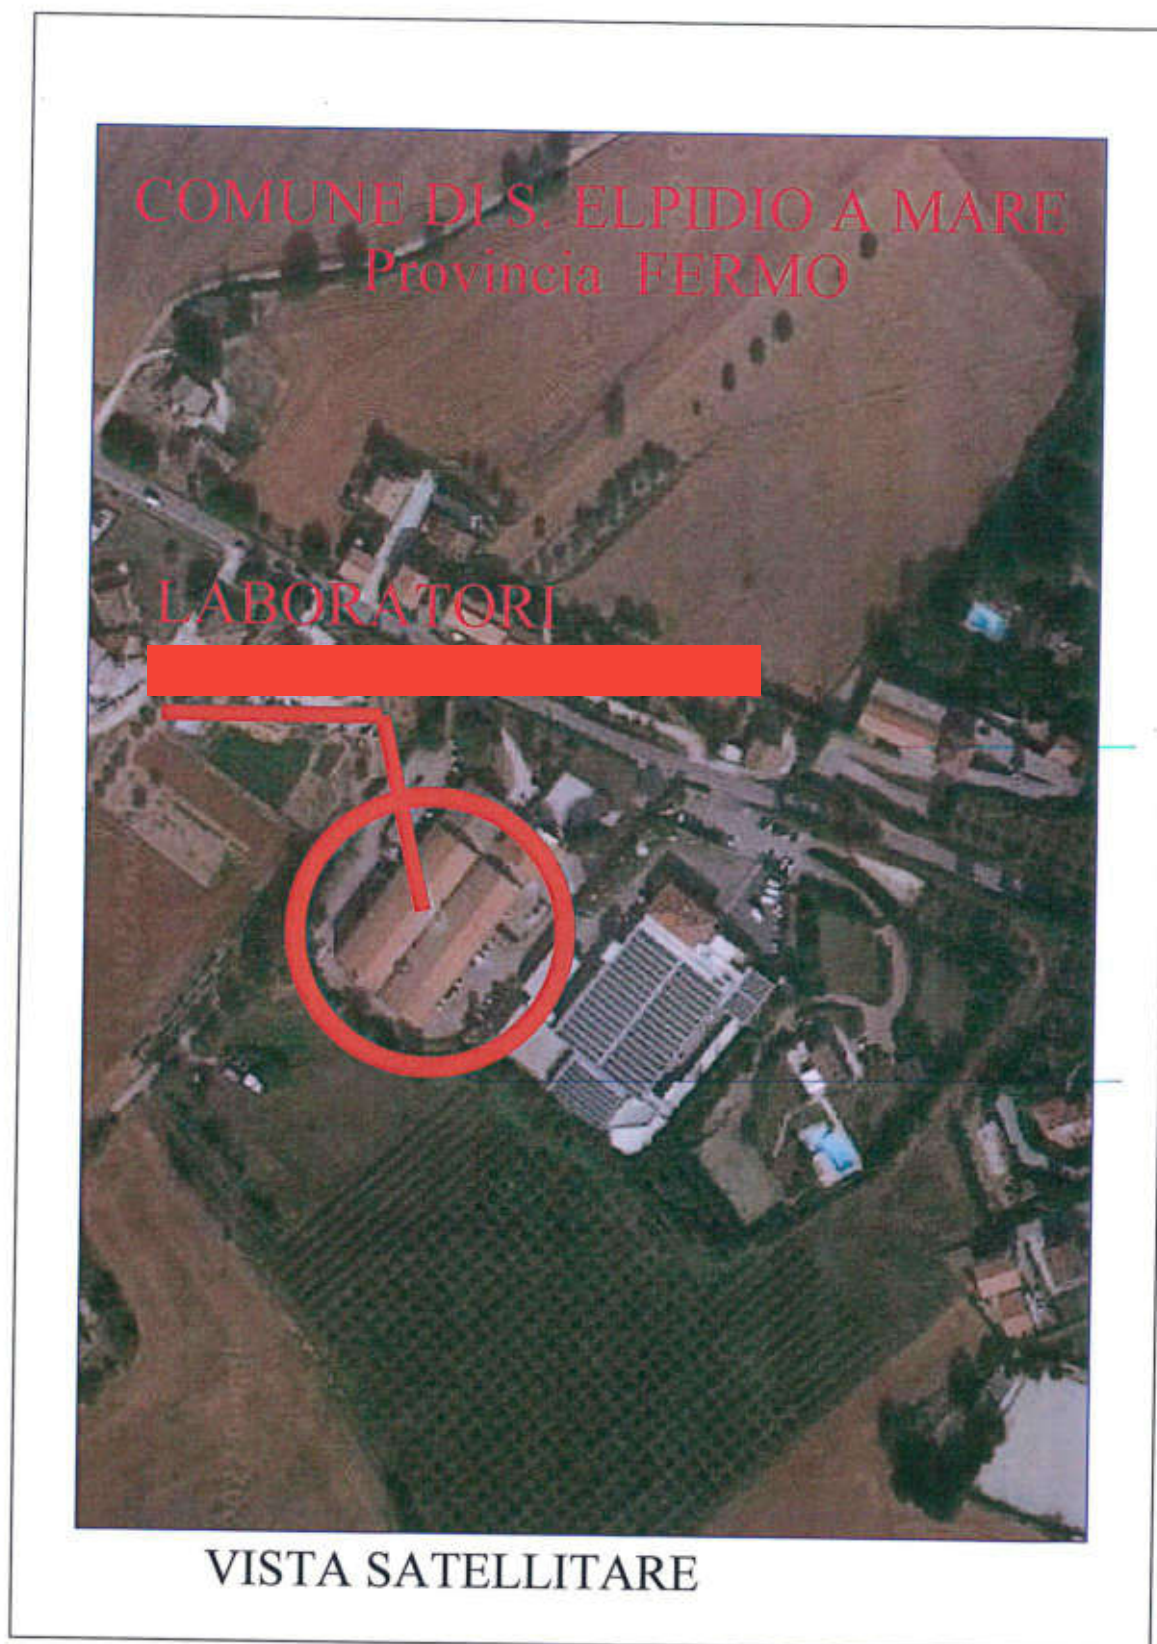 COMUNE DI S. ELPIDIO A MARE
Provincia FERMO
LABORATORI
VISTA SATELLITARE